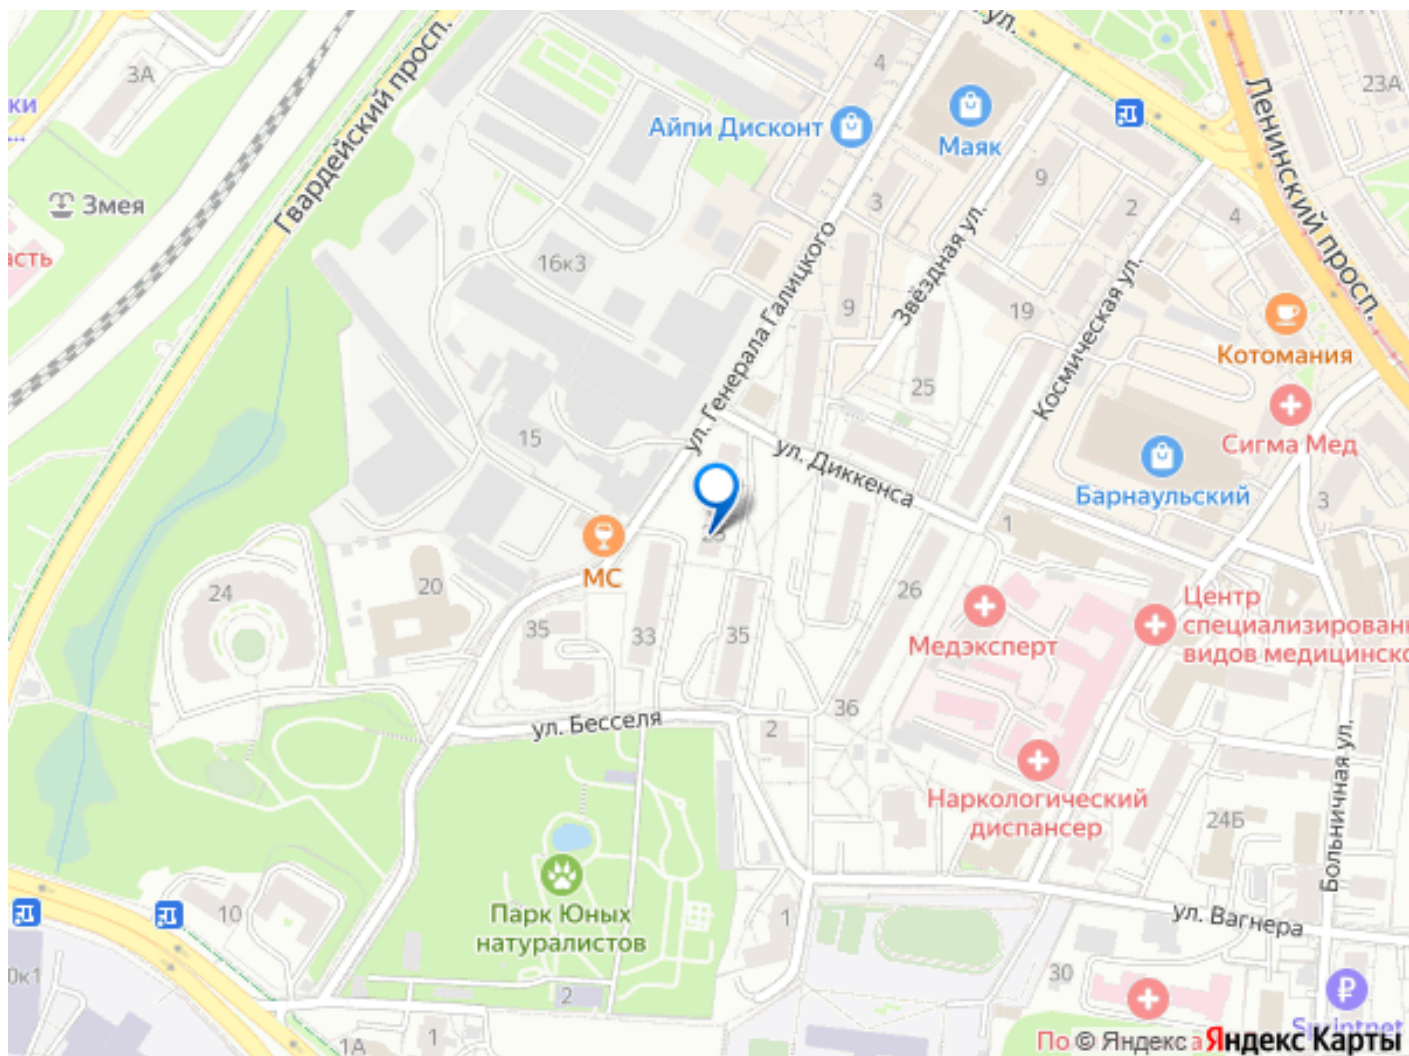 ул.
3А
Гвардейский просп.
4
23А
ки
Айпи Дисконт
Маяк
Ленинский просп.
9
3
2
4
Змея
асть
16к3
ул. Генерала Галицкого
Звёздная ул.
Космическая ул.
9
19
Котомания
25
15
Сигма Мед
ул. Диккенса
Барнаульский
3
1
МС
24
20
26
Центр
специализирован
видов медицинско
35
33
35
Медэксперт
36
ул. Бесселя
2
Больничная ул.
Наркологический
диспансер
24Б
Парк Юных
натуралистов
10
1
ул. Вагнера
0к1
30
2
1
1А
Sprintnet
По © Яндекс а Яндекс Карты